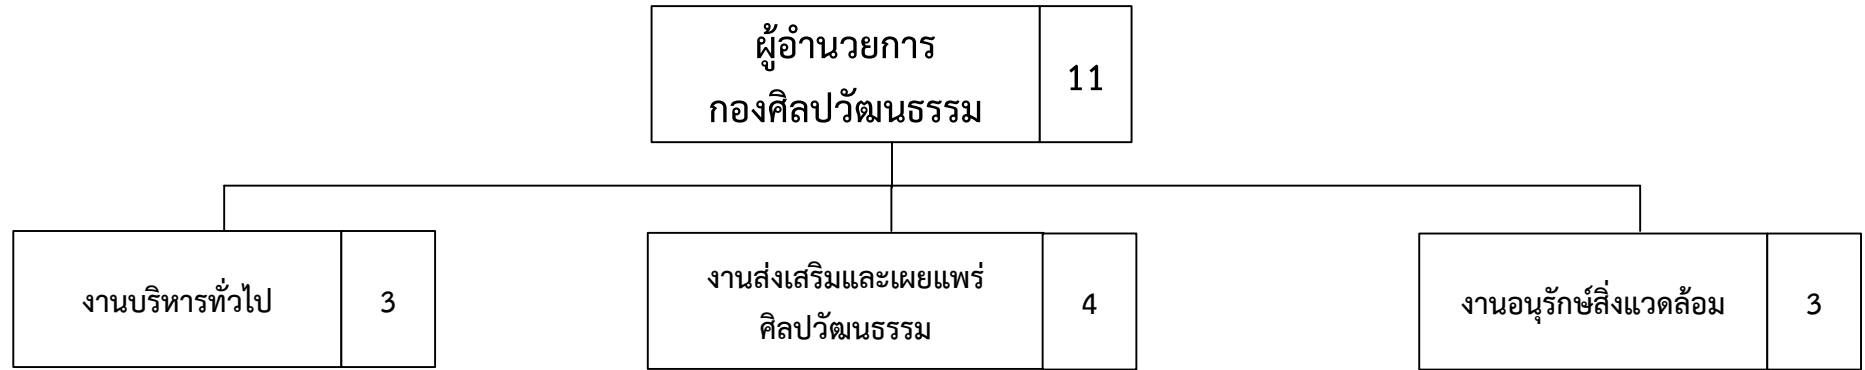 ผู้อำนวยการ
กองศิลปวัฒนธรรม
11
งานบริหารทั่วไป
3
งานส่งเสริมและเผยแพร่
ศิลปวัฒนธรรม
4
งานอนุรักษ์สิ่งแวดล้อม
3